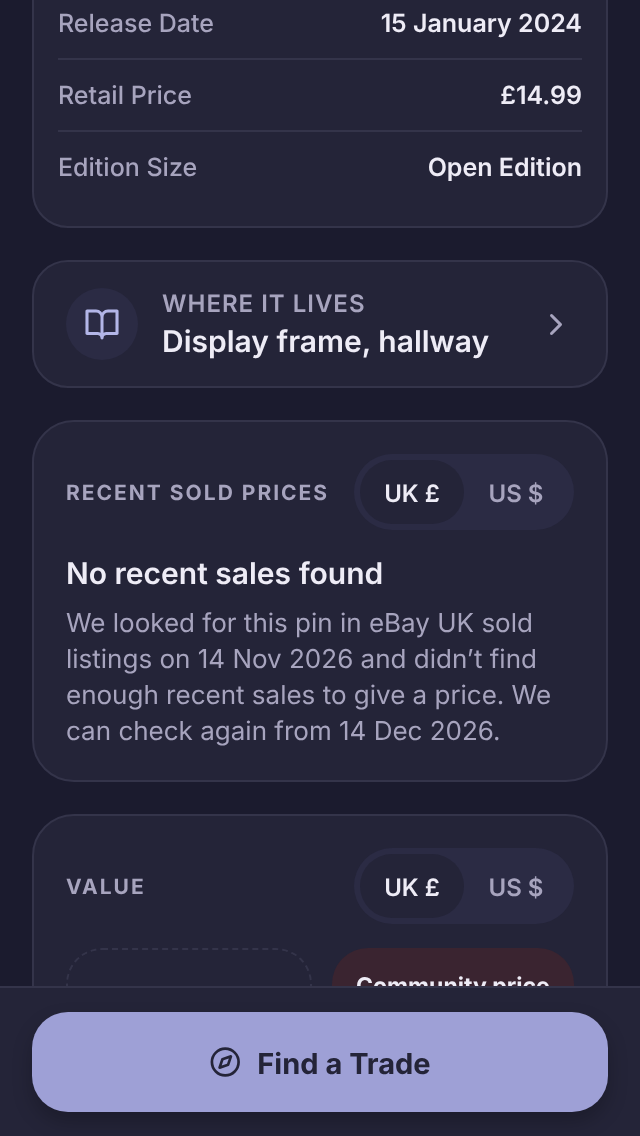 Release Date 15 January 2024
Retail Price £14.99
Edition Size Open Edition
WHERE IT LIVES
Display frame, hallway
RECENT SOLD PRICES UK £ US $
No recent sales found
We looked for this pin in eBay UK sold
listings on 14 Nov 2026 and didn’t find
enough recent sales to give a price. We
can check again from 14 Dec 2026.
VALUE UK £ US $
Community price
Find a Trade